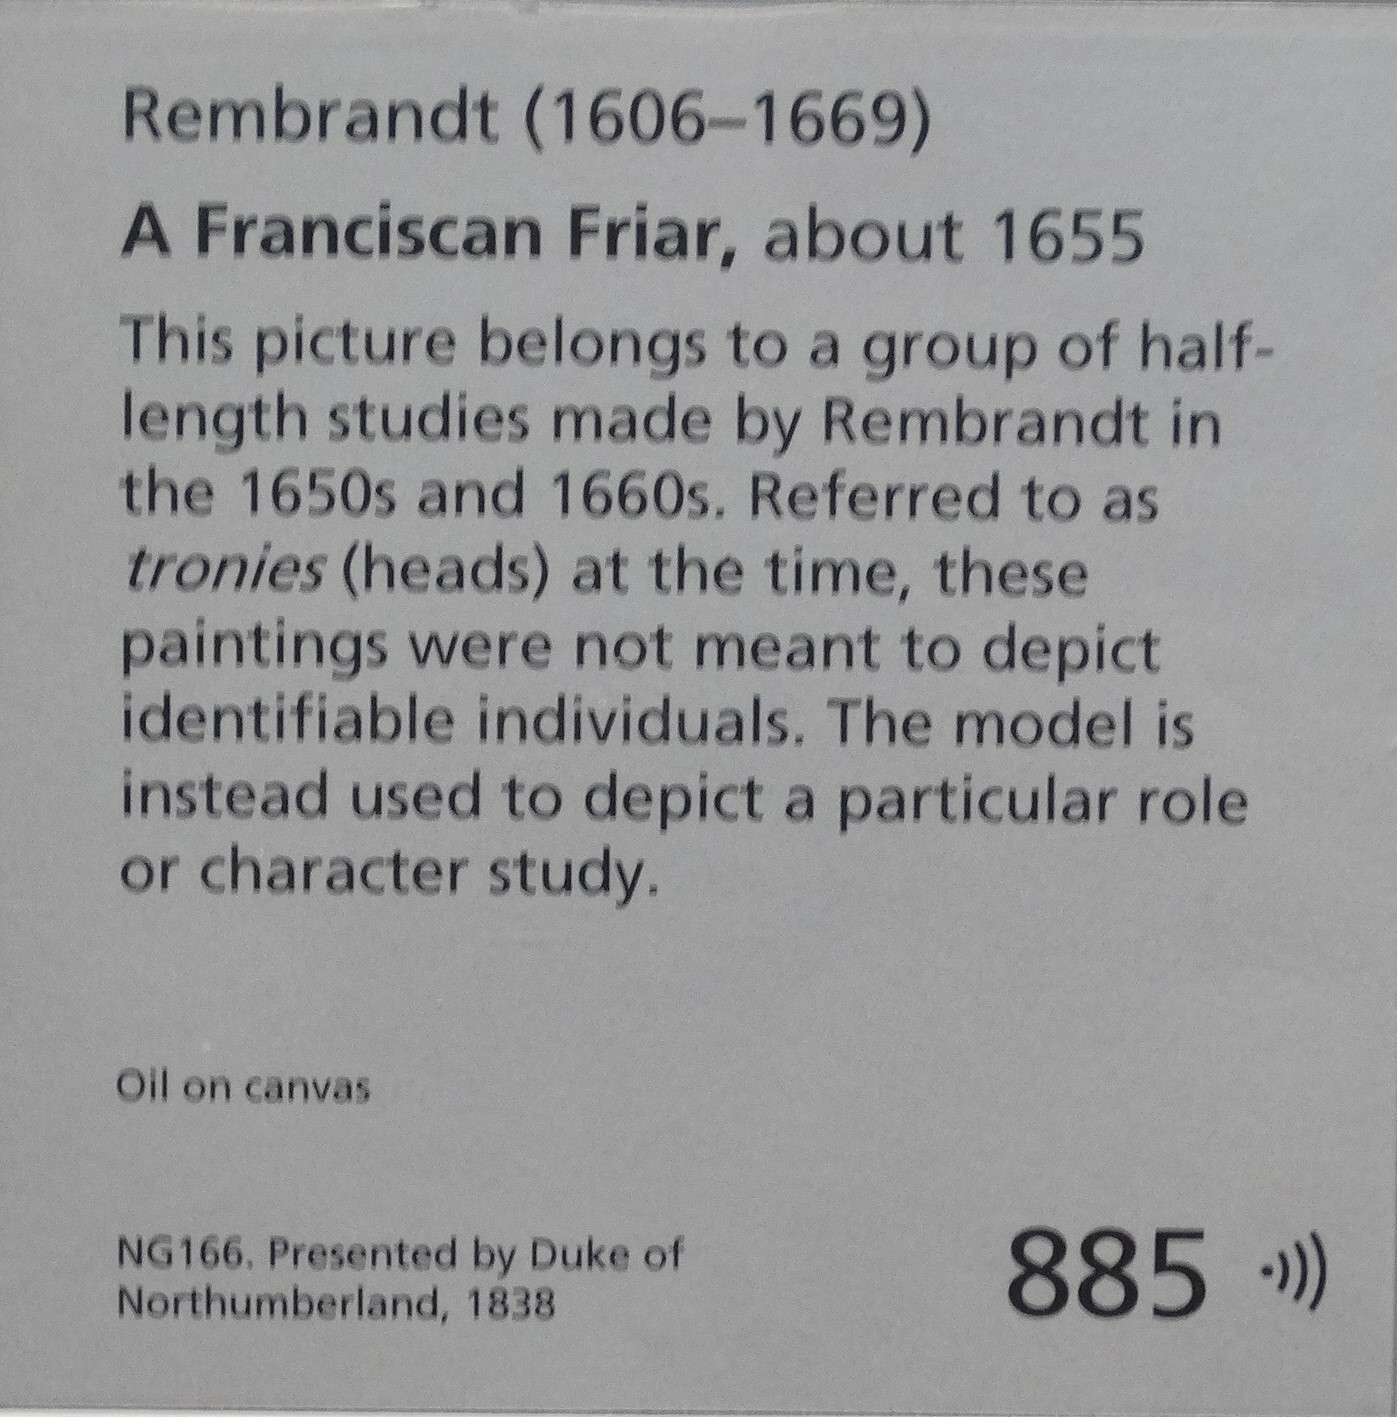 Rembrandt (1606–1669)
A Franciscan Friar, about 1655
This picture belongs to a group of half-
length studies made by Rembrandt in
the 1650s and 1660s. Referred to as
tronies (heads) at the time, these
paintings were not meant to depict
identifiable individuals. The model is
instead used to depict a particular role
or character study.
Oil on canvas
NG166. Presented by Duke of
Northumberland, 1838
885